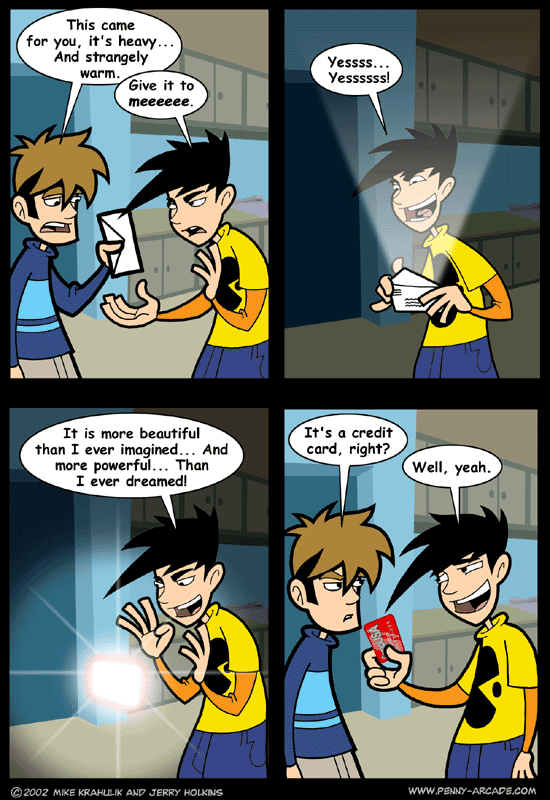 This came
for you, it's heavy...
And strangely
warm.
Give it to
meeeeee.
Yessss...
Yessssss!
It is more beautiful
than I ever imagined... And
more powerful... Than
I ever dreamed!
It's a credit
card, right?
Well, yeah.
VISA
©2002 MIKE KRAHULIK AND JERRY HOLKINS
WWW.PENNY-ARCADE.COM